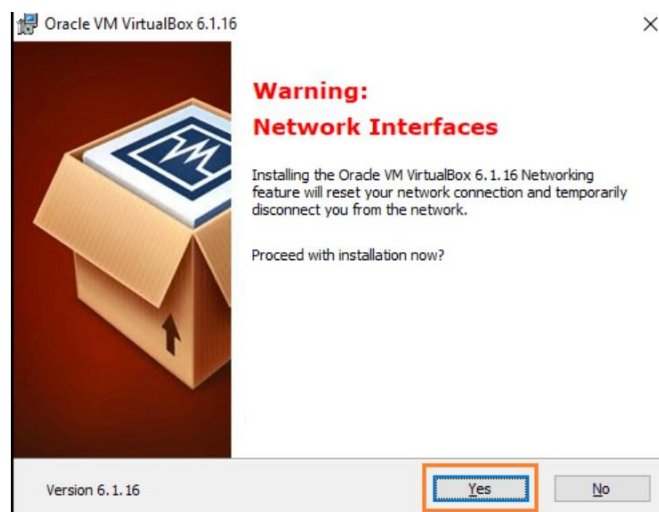 Oracle VM VirtualBox 6.1.16
Warning:
Network Interfaces
Installing the Oracle VM VirtualBox 6.1.16 Networking
feature will reset your network connection and temporarily
disconnect you from the network.
Proceed with installation now?
Version 6.1.16
Yes
No